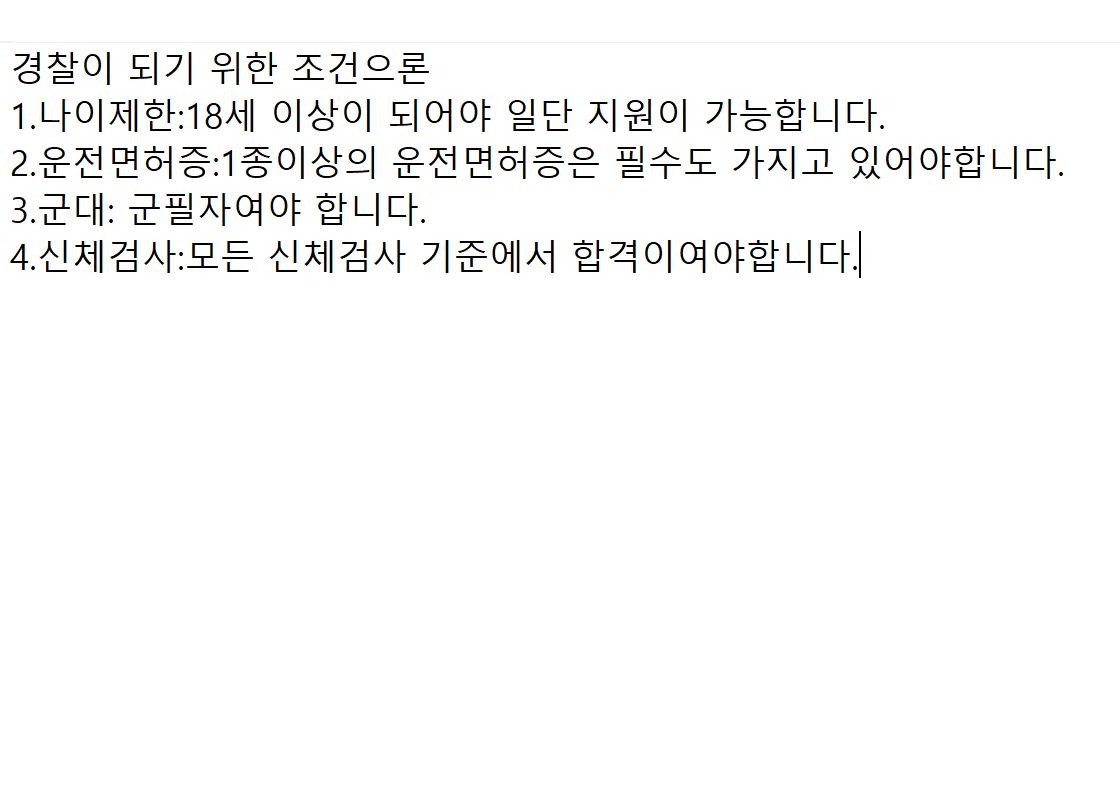 경찰이 되기 위한 조건으론
1.나이제한:18세 이상이 되어야 일단 지원이 가능합니다.
2.운전면허증:1종이상의 운전면허증은 필수도 가지고 있어야합니다.
3.군대: 군필자여야 합니다.
4.신체검사:모든 신체검사 기준에서 합격이여야합니다.